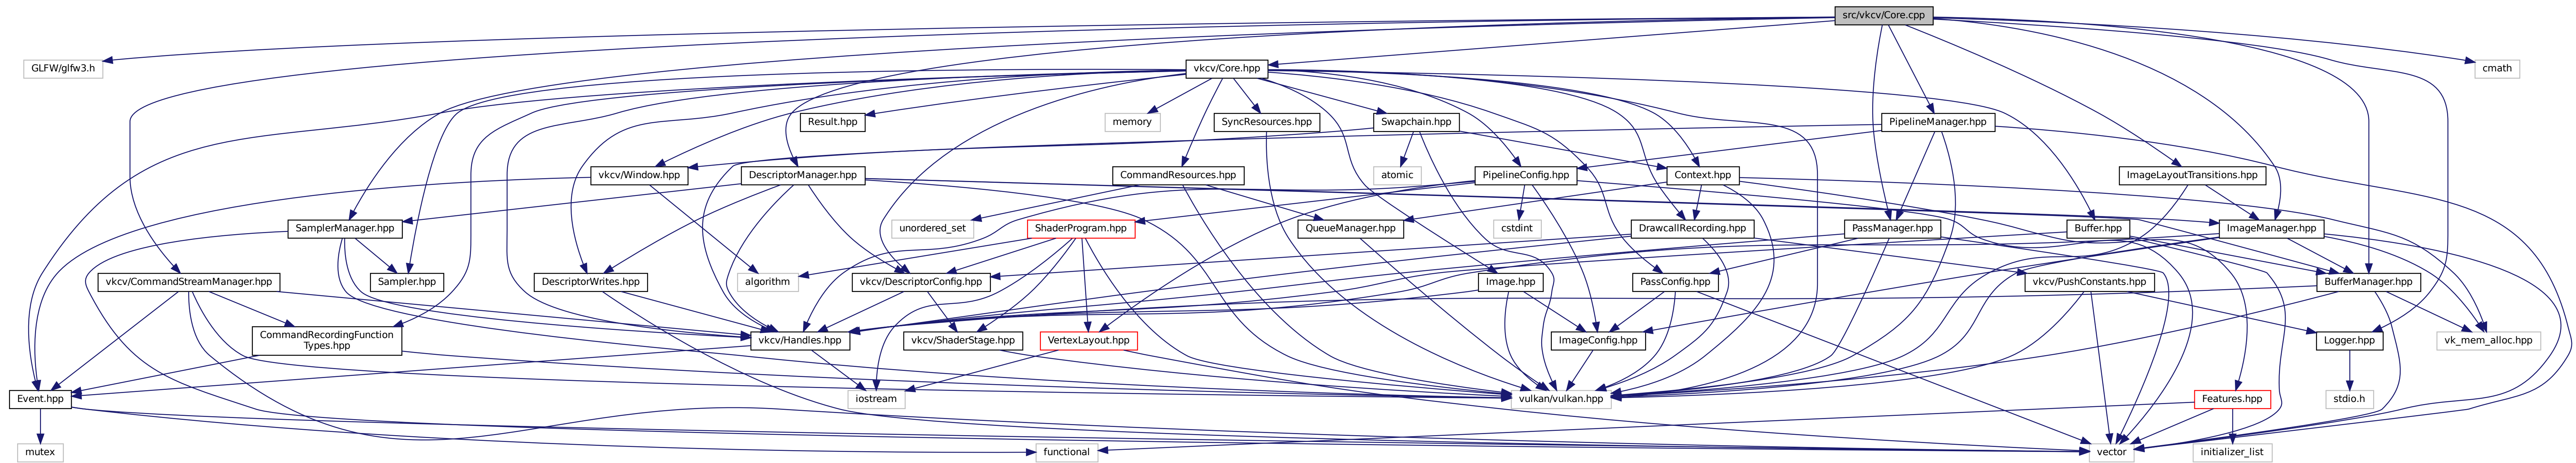 src/vkcv/Core.cpp
GLFW/glfw3.h
vkcv/Core.hpp
cmath
Result.hpp
memory
SyncResources.hpp
Swapchain.hpp
PipelineManager.hpp
vkcv/Window.hpp
DescriptorManager.hpp
CommandResources.hpp
atomic
PipelineConfig.hpp
Context.hpp
ImageLayoutTransitions.hpp
SamplerManager.hpp
unordered_set
ShaderProgram.hpp
QueueManager.hpp
cstdint
DrawcallRecording.hpp
PassManager.hpp
Buffer.hpp
ImageManager.hpp
vkcv/CommandStreamManager.hpp
Sampler.hpp
DescriptorWrites.hpp
algorithm
vkcv/DescriptorConfig.hpp
Image.hpp
PassConfig.hpp
vkcv/PushConstants.hpp
BufferManager.hpp
CommandRecordingFunction
Types.hpp
vkcv/Handles.hpp
vkcv/ShaderStage.hpp
VertexLayout.hpp
ImageConfig.hpp
Logger.hpp
vk_mem_alloc.hpp
Event.hpp
iostream
vulkan/vulkan.hpp
Features.hpp
stdio.h
mutex
functional
vector
initializer_list